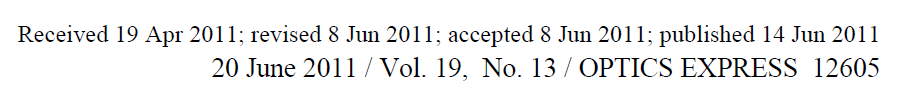 Received 19 Apr 2011; revised 8 Jun 2011; accepted 8 Jun 2011; published 14 Jun 2011
20 June 2011 / Vol. 19, No. 13 / OPTICS EXPRESS 12605